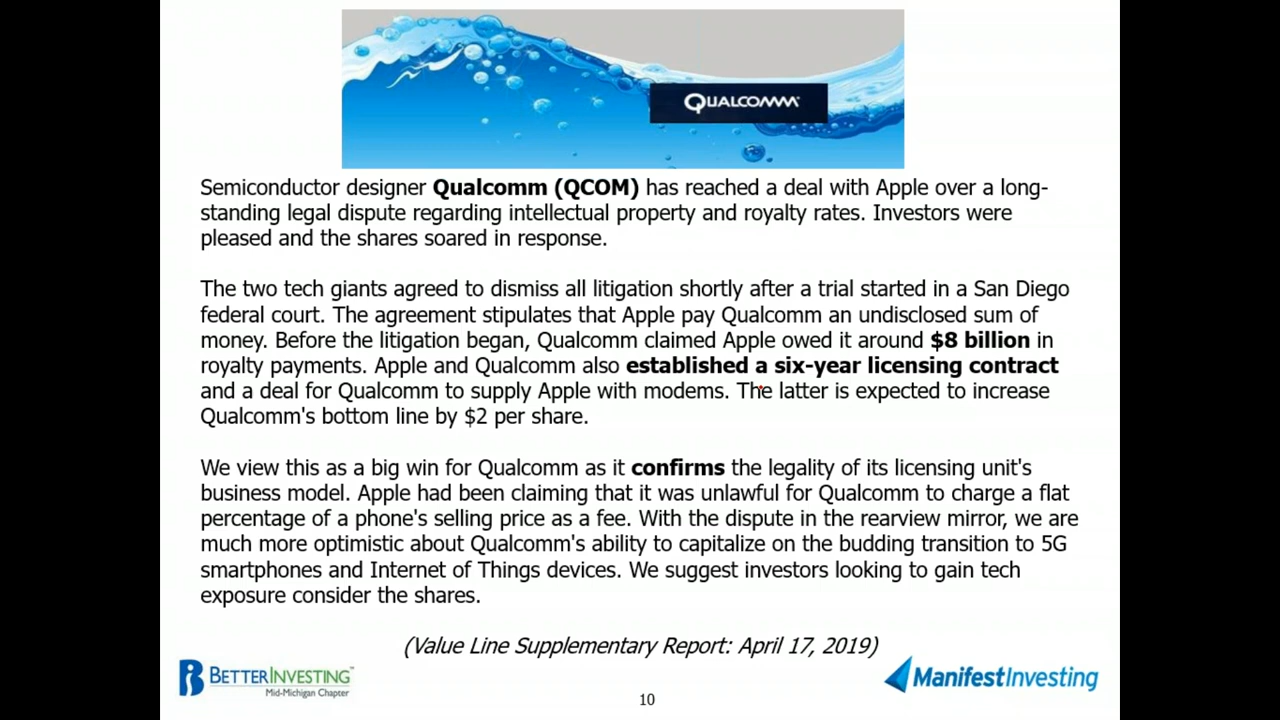 QUALCOMM
Semiconductor designer Qualcomm (QCOM) has reached a deal with Apple over a long-
standing legal dispute regarding intellectual property and royalty rates. Investors were
pleased and the shares soared in response.
The two tech giants agreed to dismiss all litigation shortly after a trial started in a San Diego
federal court. The agreement stipulates that Apple pay Qualcomm an undisclosed sum of
money. Before the litigation began, Qualcomm claimed Apple owed it around $8 billion in
royalty payments. Apple and Qualcomm also established a six-year licensing contract
and a deal for Qualcomm to supply Apple with modems. The latter is expected to increase
Qualcomm's bottom line by $2 per share.
We view this as a big win for Qualcomm as it confirms the legality of its licensing unit's
business model. Apple had been claiming that it was unlawful for Qualcomm to charge a flat
percentage of a phone's selling price as a fee. With the dispute in the rearview mirror, we are
much more optimistic about Qualcomm's ability to capitalize on the budding transition to 5G
smartphones and Internet of Things devices. We suggest investors looking to gain tech
exposure consider the shares.
(Value Line Supplementary Report: April 17, 2019)
BETTERINVESTING™
Mid-Michigan Chapter
10
ManifestInvesting